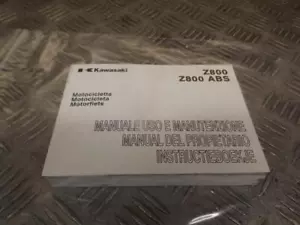 Kawasaki
Z800
Z800 ABS
Motocicletta
Motocicleta
Motorfiets
MANUALE USO E MANUTENZIONE
MANUAL DEL PROPIETARIO
INSTRUCTIEBOEKJE